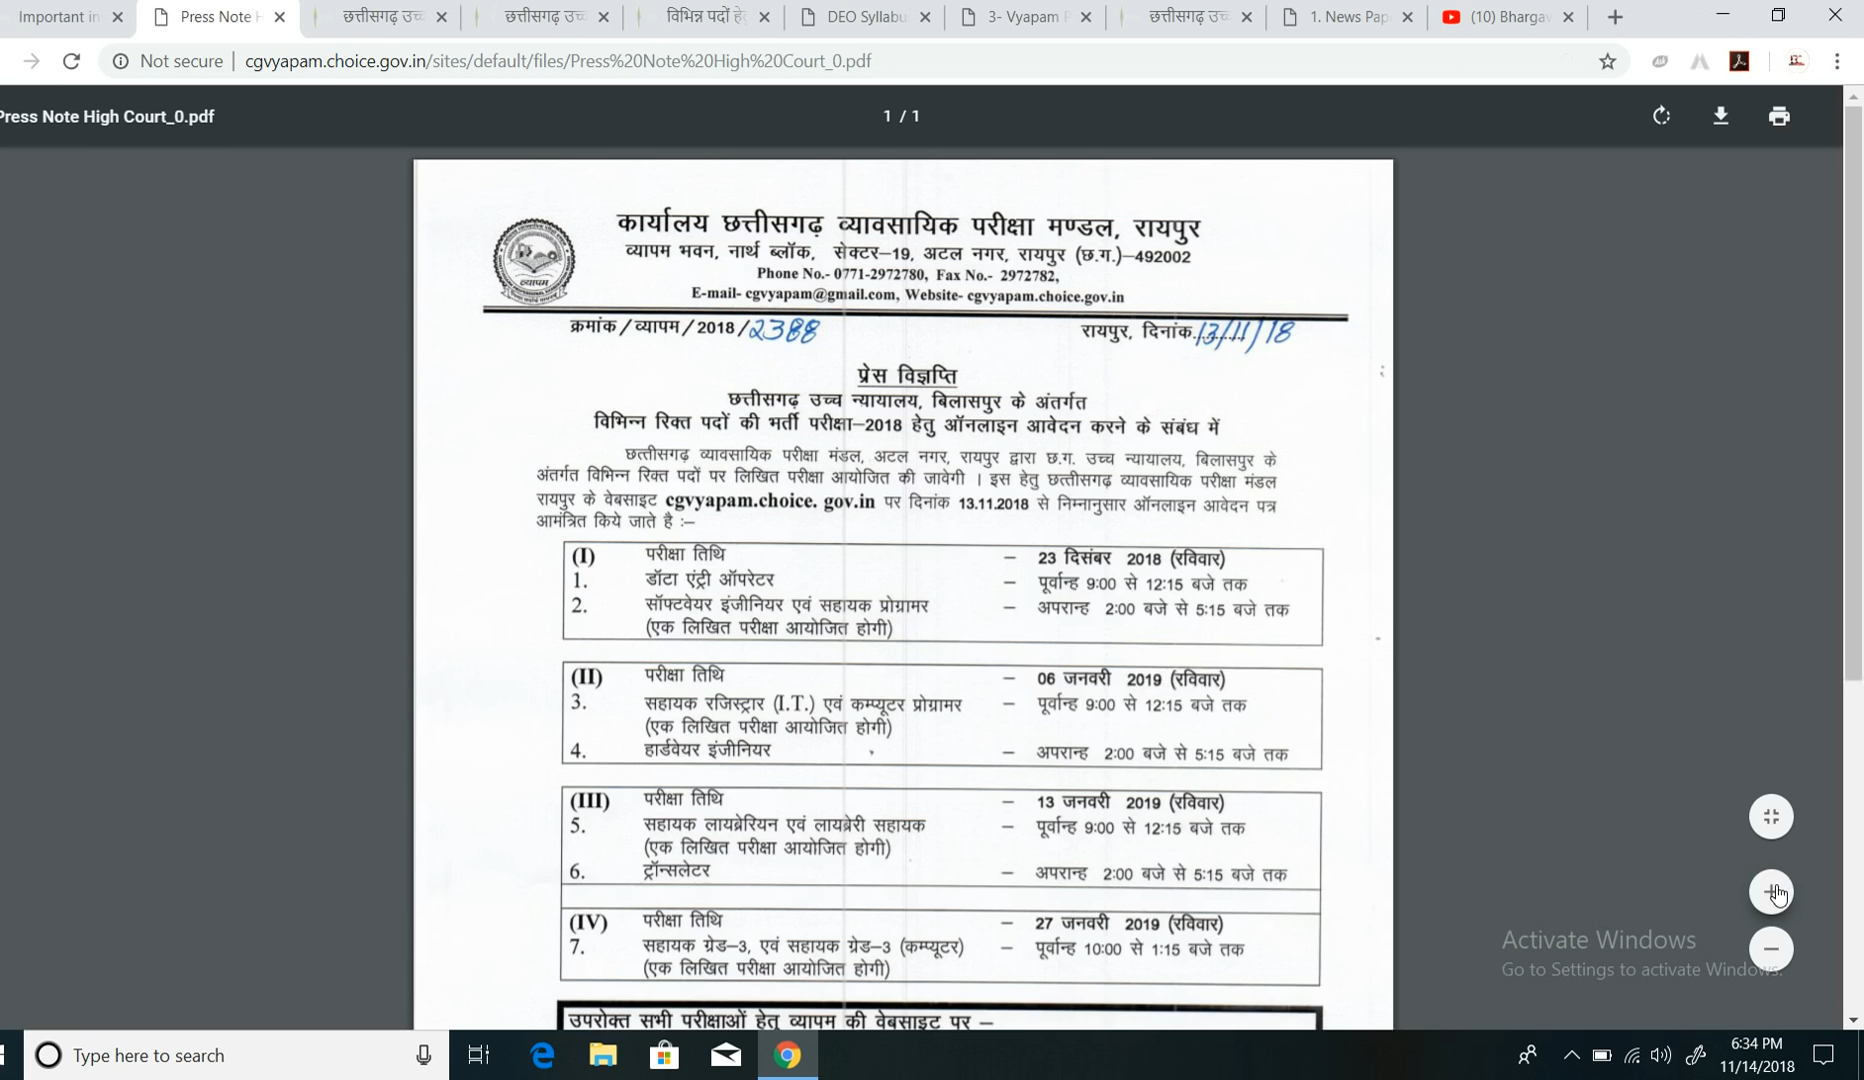 Important in
Press Note H
छत्तीसगढ़ उच्च
छत्तीसगढ़ उच्च
विभिन्न पदों हेतु
DEO Syllabu
3- Vyapam P
छत्तीसगढ़ उच्च
1. News Pap
(10) Bhargav
Not secure
cgvyapam.choice.gov.in/sites/default/files/Press%20Note%20High%20Court_0.pdf
Press Note High Court_0.pdf
1 / 1
कार्यालय छत्तीसगढ़ व्यावसायिक परीक्षा मण्डल, रायपुर
व्यापम भवन, नार्थ ब्लॉक, सेक्टर–19, अटल नगर, रायपुर (छ.ग.)–492002
Phone No.- 0771-2972780, Fax No.- 2972782,
E-mail- cgvyapam@gmail.com, Website- cgvyapam.choice.gov.in
व्यापम
क्रमांक/व्यापम/2018/2388 रायपुर, दिनांक 13/11/18
प्रेस विज्ञप्ति
छत्तीसगढ़ उच्च न्यायालय, बिलासपुर के अंतर्गत
विभिन्न रिक्त पदों की भर्ती परीक्षा–2018 हेतु ऑनलाइन आवेदन करने के संबंध में
छत्तीसगढ़ व्यावसायिक परीक्षा मंडल, अटल नगर, रायपुर द्वारा छ.ग. उच्च न्यायालय, बिलासपुर के
अंतर्गत विभिन्न रिक्त पदों पर लिखित परीक्षा आयोजित की जावेगी । इस हेतु छत्तीसगढ़ व्यावसायिक परीक्षा मंडल
रायपुर के वेबसाइट cgvyapam.choice. gov.in पर दिनांक 13.11.2018 से निम्नानुसार ऑनलाइन आवेदन पत्र
आमंत्रित किये जाते है :–
(I) परीक्षा तिथि – 23 दिसंबर 2018 (रविवार)
1. डॉटा एंट्री ऑपरेटर – पूर्वान्ह 9:00 से 12:15 बजे तक
2. सॉफ्टवेयर इंजीनियर एवं सहायक प्रोग्रामर – अपरान्ह 2:00 बजे से 5:15 बजे तक
(एक लिखित परीक्षा आयोजित होगी)
(II) परीक्षा तिथि – 06 जनवरी 2019 (रविवार)
3. सहायक रजिस्ट्रार (I.T.) एवं कम्प्यूटर प्रोग्रामर – पूर्वान्ह 9:00 से 12:15 बजे तक
(एक लिखित परीक्षा आयोजित होगी)
4. हार्डवेयर इंजीनियर – अपरान्ह 2:00 बजे से 5:15 बजे तक
(III) परीक्षा तिथि – 13 जनवरी 2019 (रविवार)
5. सहायक लायब्रेरियन एवं लायब्रेरी सहायक – पूर्वान्ह 9:00 से 12:15 बजे तक
(एक लिखित परीक्षा आयोजित होगी)
6. ट्रॉन्सलेटर – अपरान्ह 2:00 बजे से 5:15 बजे तक
(IV) परीक्षा तिथि – 27 जनवरी 2019 (रविवार)
7. सहायक ग्रेड–3, एवं सहायक ग्रेड–3 (कम्प्यूटर) – पूर्वान्ह 10:00 से 1:15 बजे तक
(एक लिखित परीक्षा आयोजित होगी)
उपरोक्त सभी परीक्षाओं हेतु व्यापम की वेबसाइट पर –
Activate Windows
Go to Settings to activate Windows.
Type here to search
6:34 PM
11/14/2018